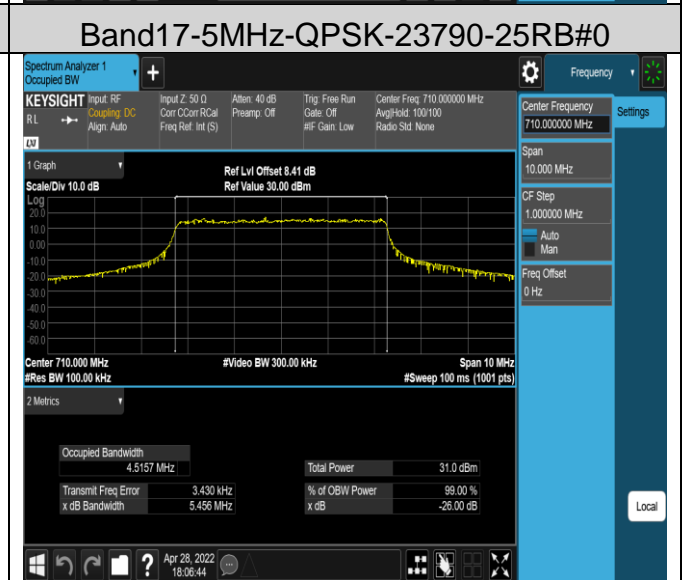 Band17-5MHz-QPSK-23790-25RB#0
Spectrum Analyzer 1
Occupied BW
+
Frequency
KEYSIGHT
RL
LXI
Input: RF
Coupling: DC
Align: Auto
Input Z: 50 Ω
Corr CCorr RCal
Freq Ref: Int (S)
Atten: 40 dB
Preamp: Off
Trig: Free Run
Gate: Off
#IF Gain: Low
Center Freq: 710.000000 MHz
Avg|Hold: 100/100
Radio Std: None
Center Frequency
710.000000 MHz
Settings
Span
10.000 MHz
CF Step
1.000000 MHz
Auto
Man
Freq Offset
0 Hz
1 Graph
Scale/Div 10.0 dB
Ref Lvl Offset 8.41 dB
Ref Value 30.00 dBm
Log
20.0
10.0
0.00
-10.0
-20.0
-30.0
-40.0
-50.0
-60.0
Center 710.000 MHz
#Video BW 300.00 kHz
Span 10 MHz
#Res BW 100.00 kHz
#Sweep 100 ms (1001 pts)
2 Metrics
Occupied Bandwidth
4.5157 MHz
Total Power 31.0 dBm
Transmit Freq Error 3.430 kHz
% of OBW Power 99.00 %
x dB Bandwidth 5.456 MHz
x dB -26.00 dB
Local
?
Apr 28, 2022
18:06:44